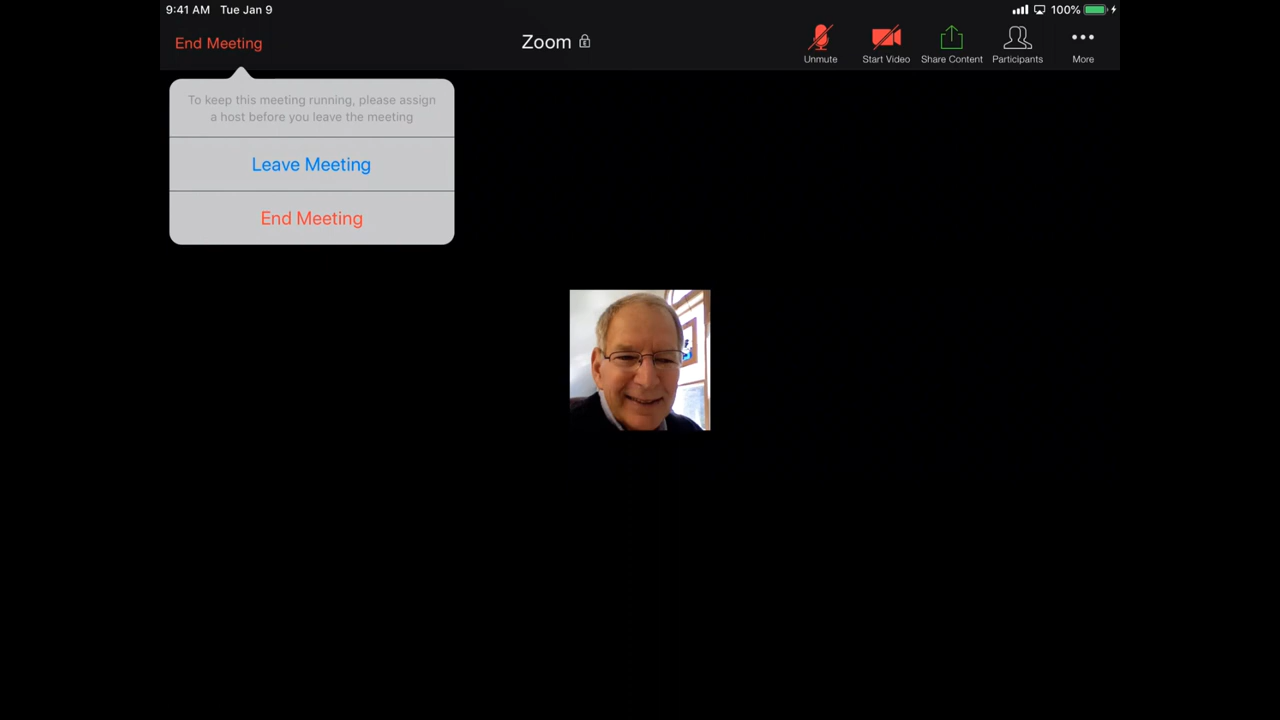 9:41 AM Tue Jan 9 100%
End Meeting Zoom
Unmute Start Video Share Content Participants More
To keep this meeting running, please assign
a host before you leave the meeting
Leave Meeting
End Meeting